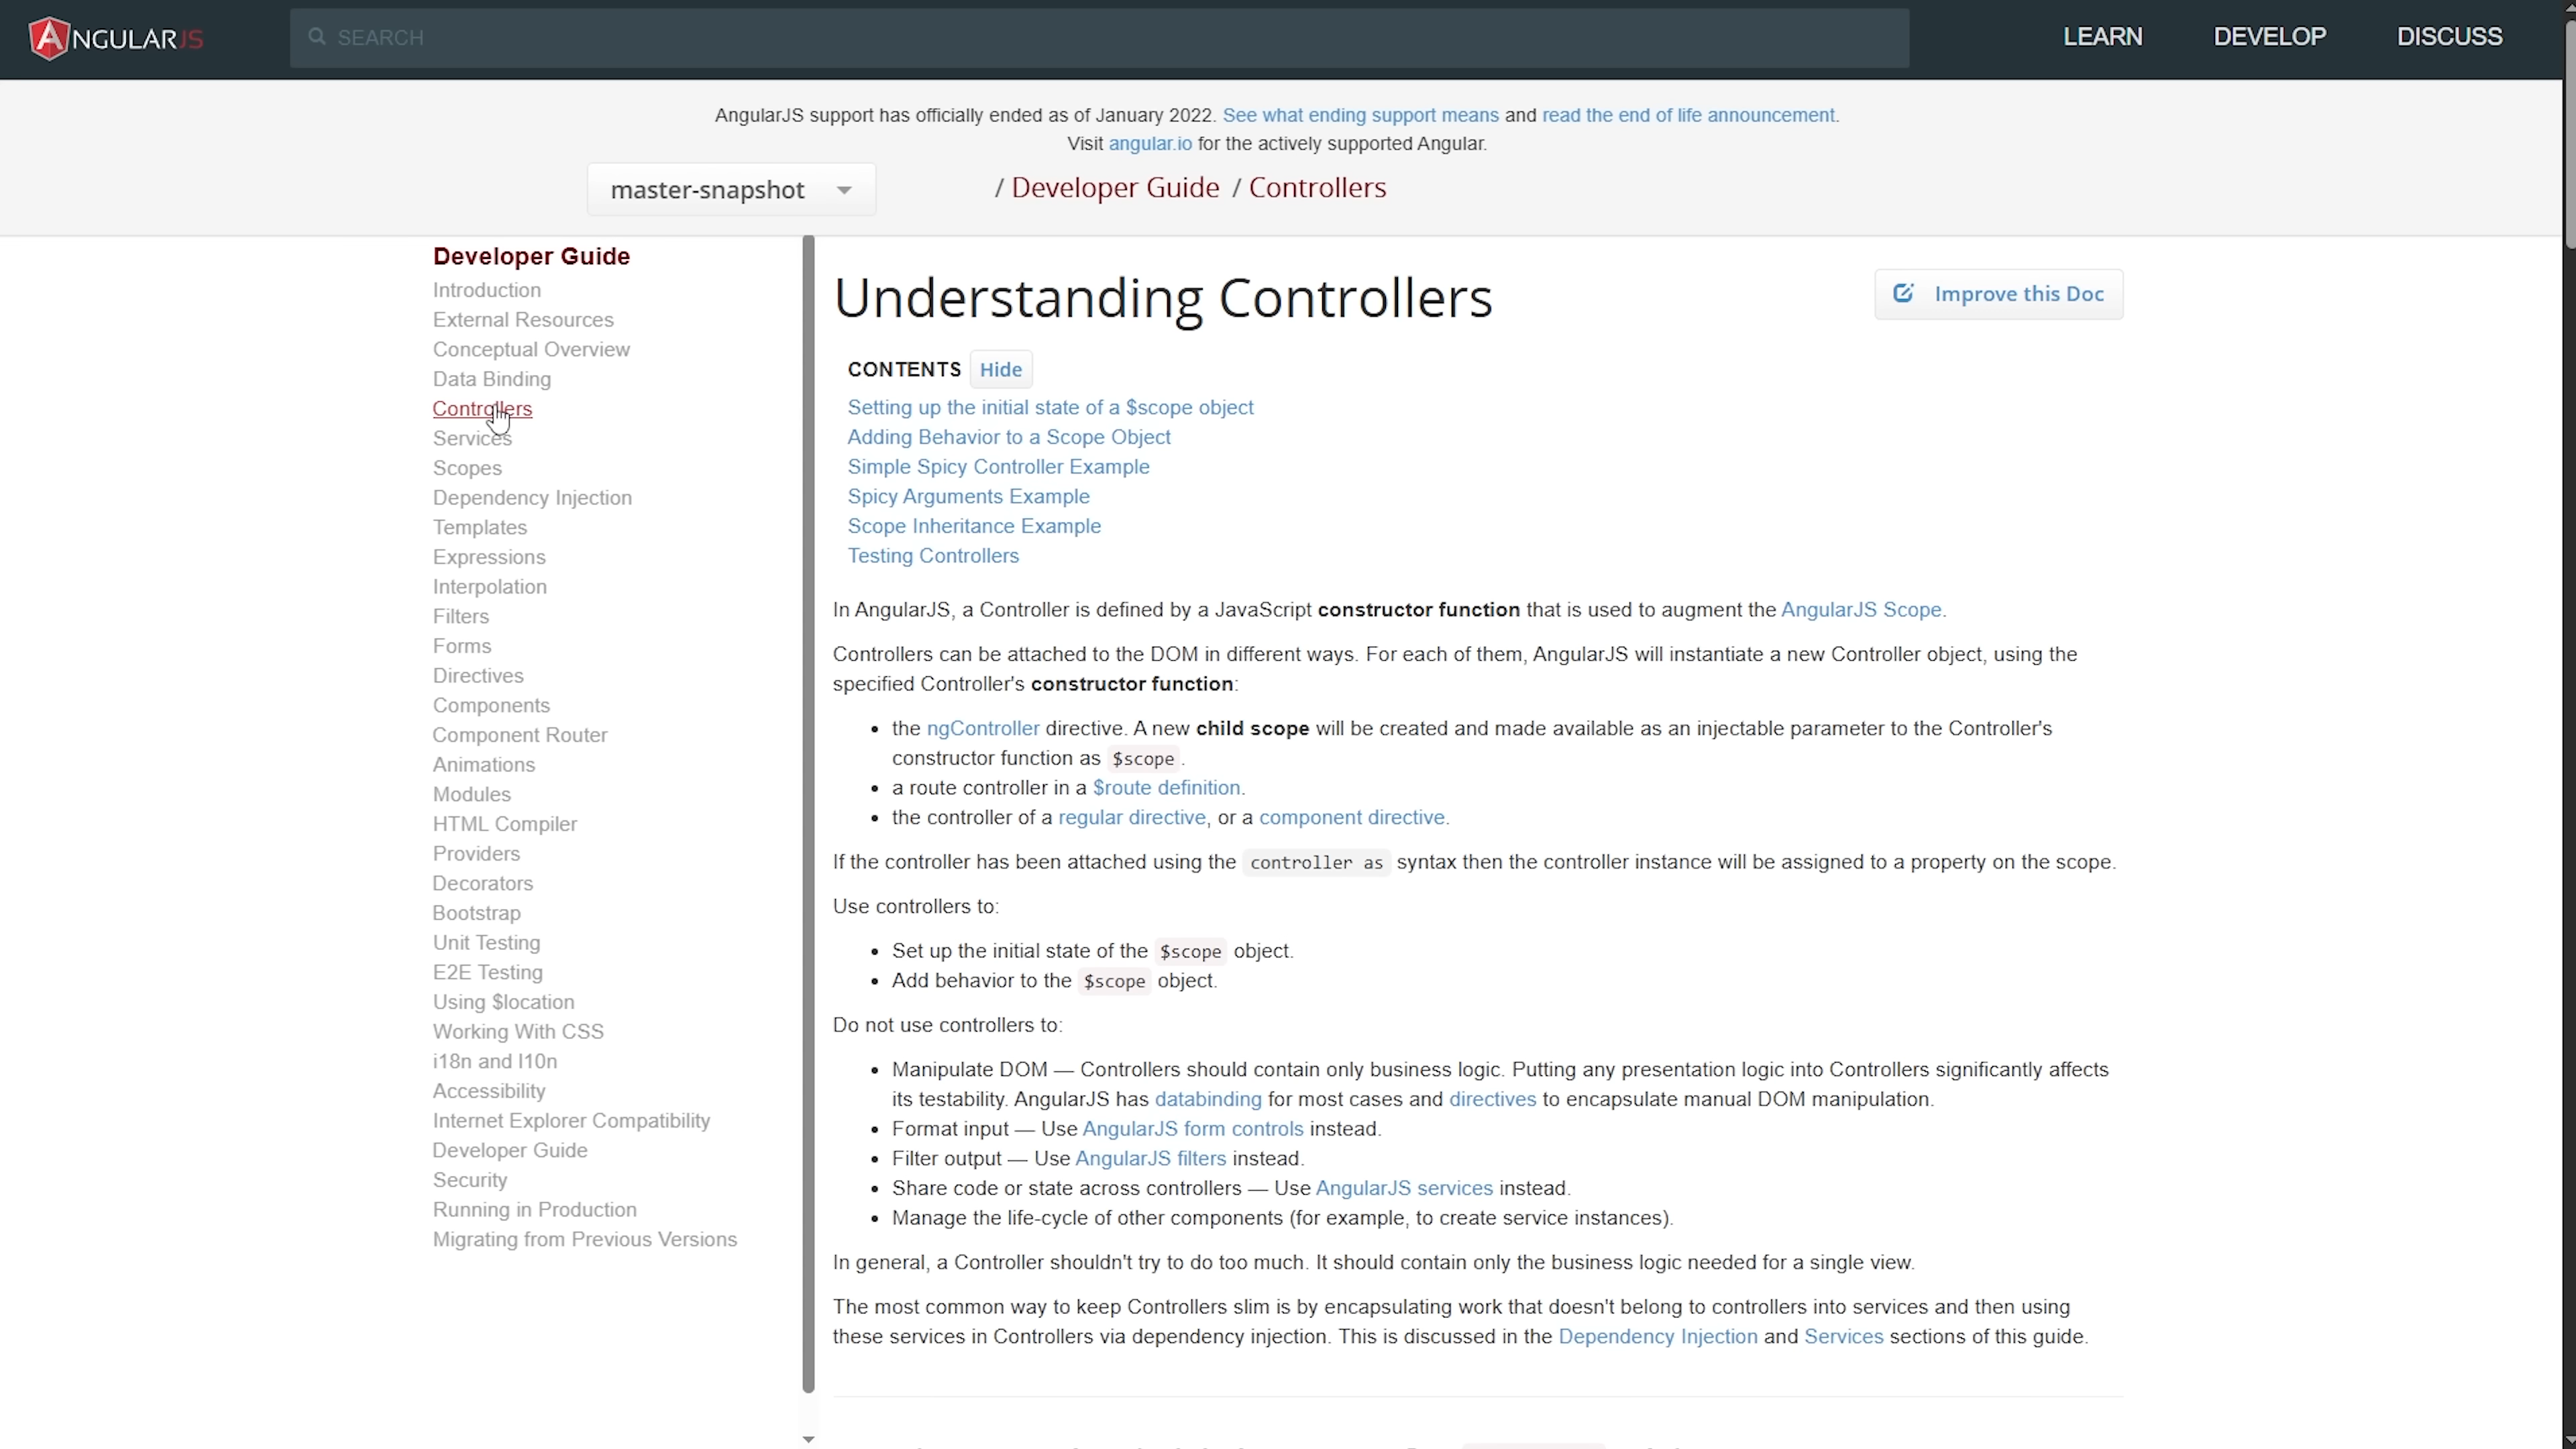 ANGULARJS
SEARCH
LEARN
DEVELOP
DISCUSS
AngularJS support has officially ended as of January 2022. See what ending support means and read the end of life announcement.
Visit angular.io for the actively supported Angular.
master-snapshot
/ Developer Guide / Controllers
Developer Guide
Introduction
External Resources
Conceptual Overview
Data Binding
Controllers
Services
Scopes
Dependency Injection
Templates
Expressions
Interpolation
Filters
Forms
Directives
Components
Component Router
Animations
Modules
HTML Compiler
Providers
Decorators
Bootstrap
Unit Testing
E2E Testing
Using $location
Working With CSS
i18n and l10n
Accessibility
Internet Explorer Compatibility
Developer Guide
Security
Running in Production
Migrating from Previous Versions
Understanding Controllers
Improve this Doc
CONTENTS Hide
Setting up the initial state of a $scope object
Adding Behavior to a Scope Object
Simple Spicy Controller Example
Spicy Arguments Example
Scope Inheritance Example
Testing Controllers
In AngularJS, a Controller is defined by a JavaScript constructor function that is used to augment the AngularJS Scope.
Controllers can be attached to the DOM in different ways. For each of them, AngularJS will instantiate a new Controller object, using the
specified Controller's constructor function:
• the ngController directive. A new child scope will be created and made available as an injectable parameter to the Controller's
constructor function as $scope .
• a route controller in a $route definition.
• the controller of a regular directive, or a component directive.
If the controller has been attached using the controller as syntax then the controller instance will be assigned to a property on the scope.
Use controllers to:
• Set up the initial state of the $scope object.
• Add behavior to the $scope object.
Do not use controllers to:
• Manipulate DOM — Controllers should contain only business logic. Putting any presentation logic into Controllers significantly affects
its testability. AngularJS has databinding for most cases and directives to encapsulate manual DOM manipulation.
• Format input — Use AngularJS form controls instead.
• Filter output — Use AngularJS filters instead.
• Share code or state across controllers — Use AngularJS services instead.
• Manage the life-cycle of other components (for example, to create service instances).
In general, a Controller shouldn't try to do too much. It should contain only the business logic needed for a single view.
The most common way to keep Controllers slim is by encapsulating work that doesn't belong to controllers into services and then using
these services in Controllers via dependency injection. This is discussed in the Dependency Injection and Services sections of this guide.